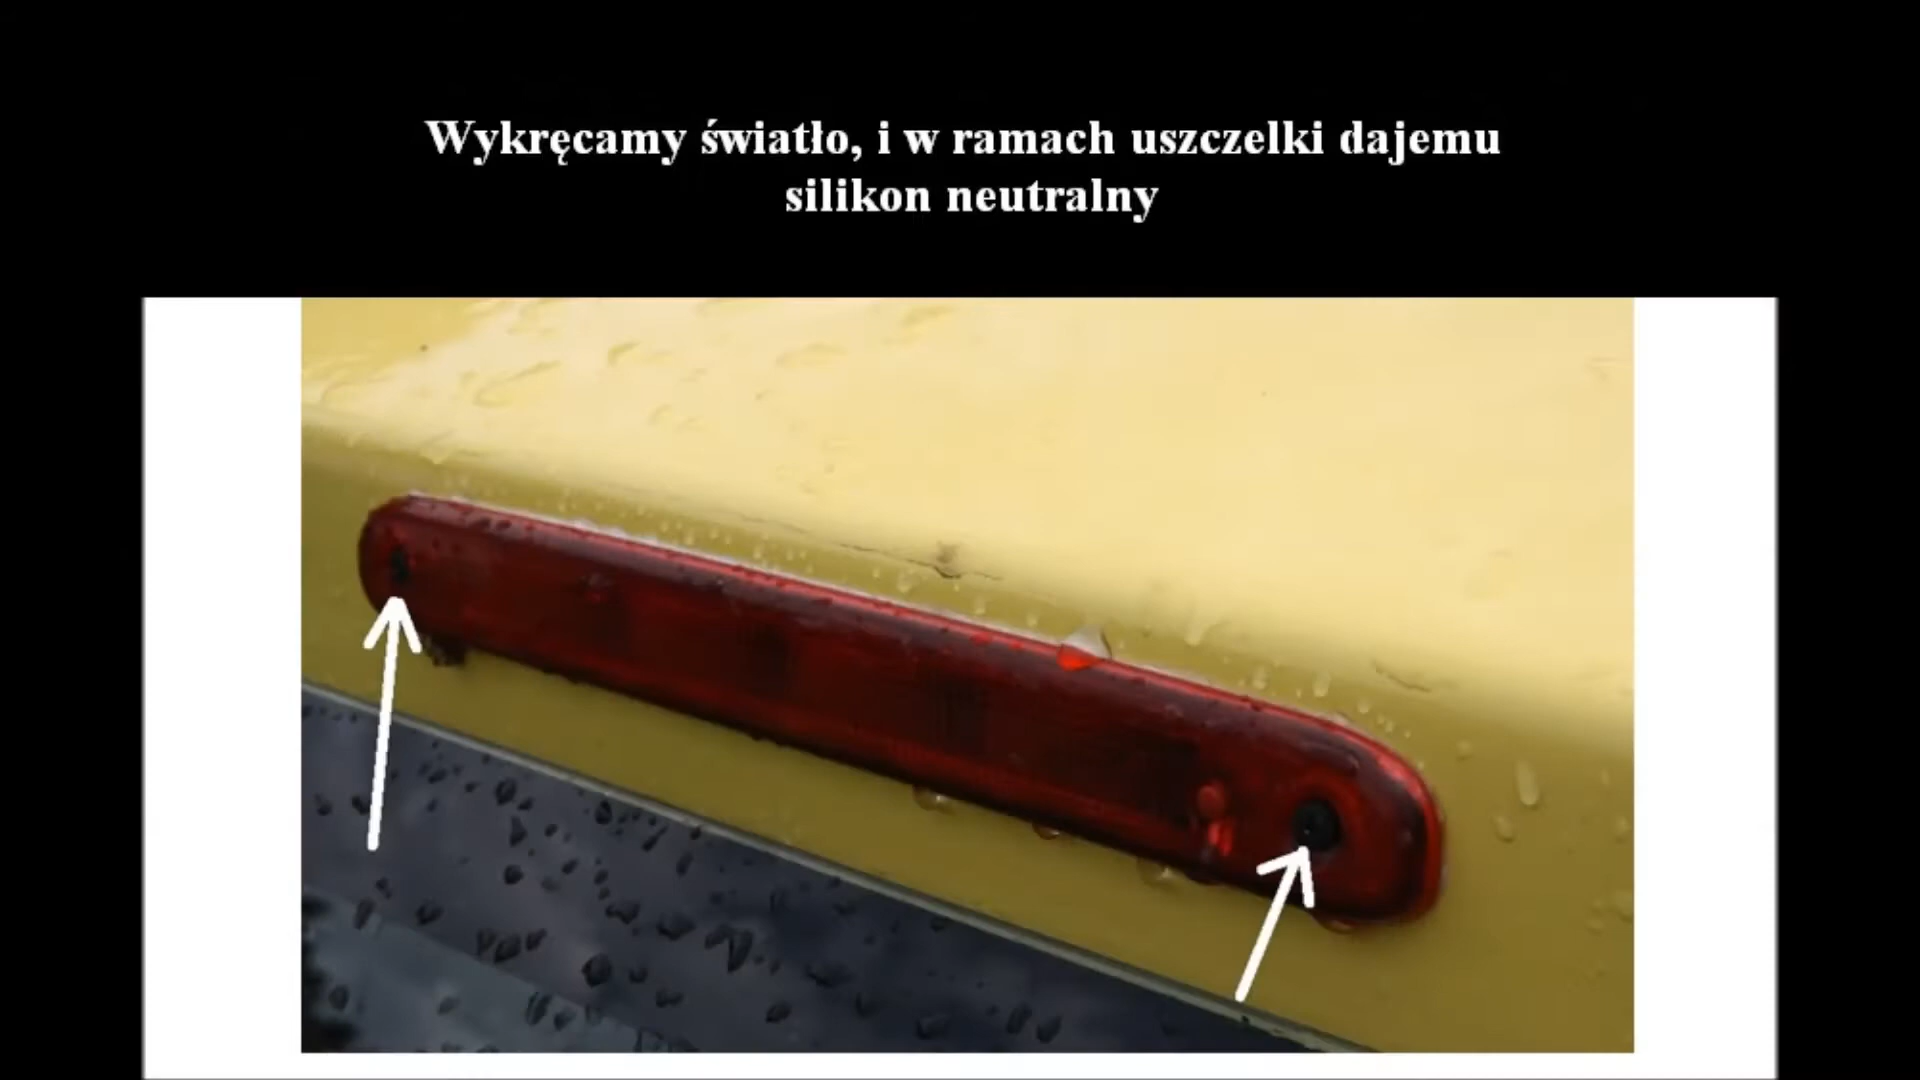 Wykręcamy światło, i w ramach uszczelki dajemu
silikon neutralny